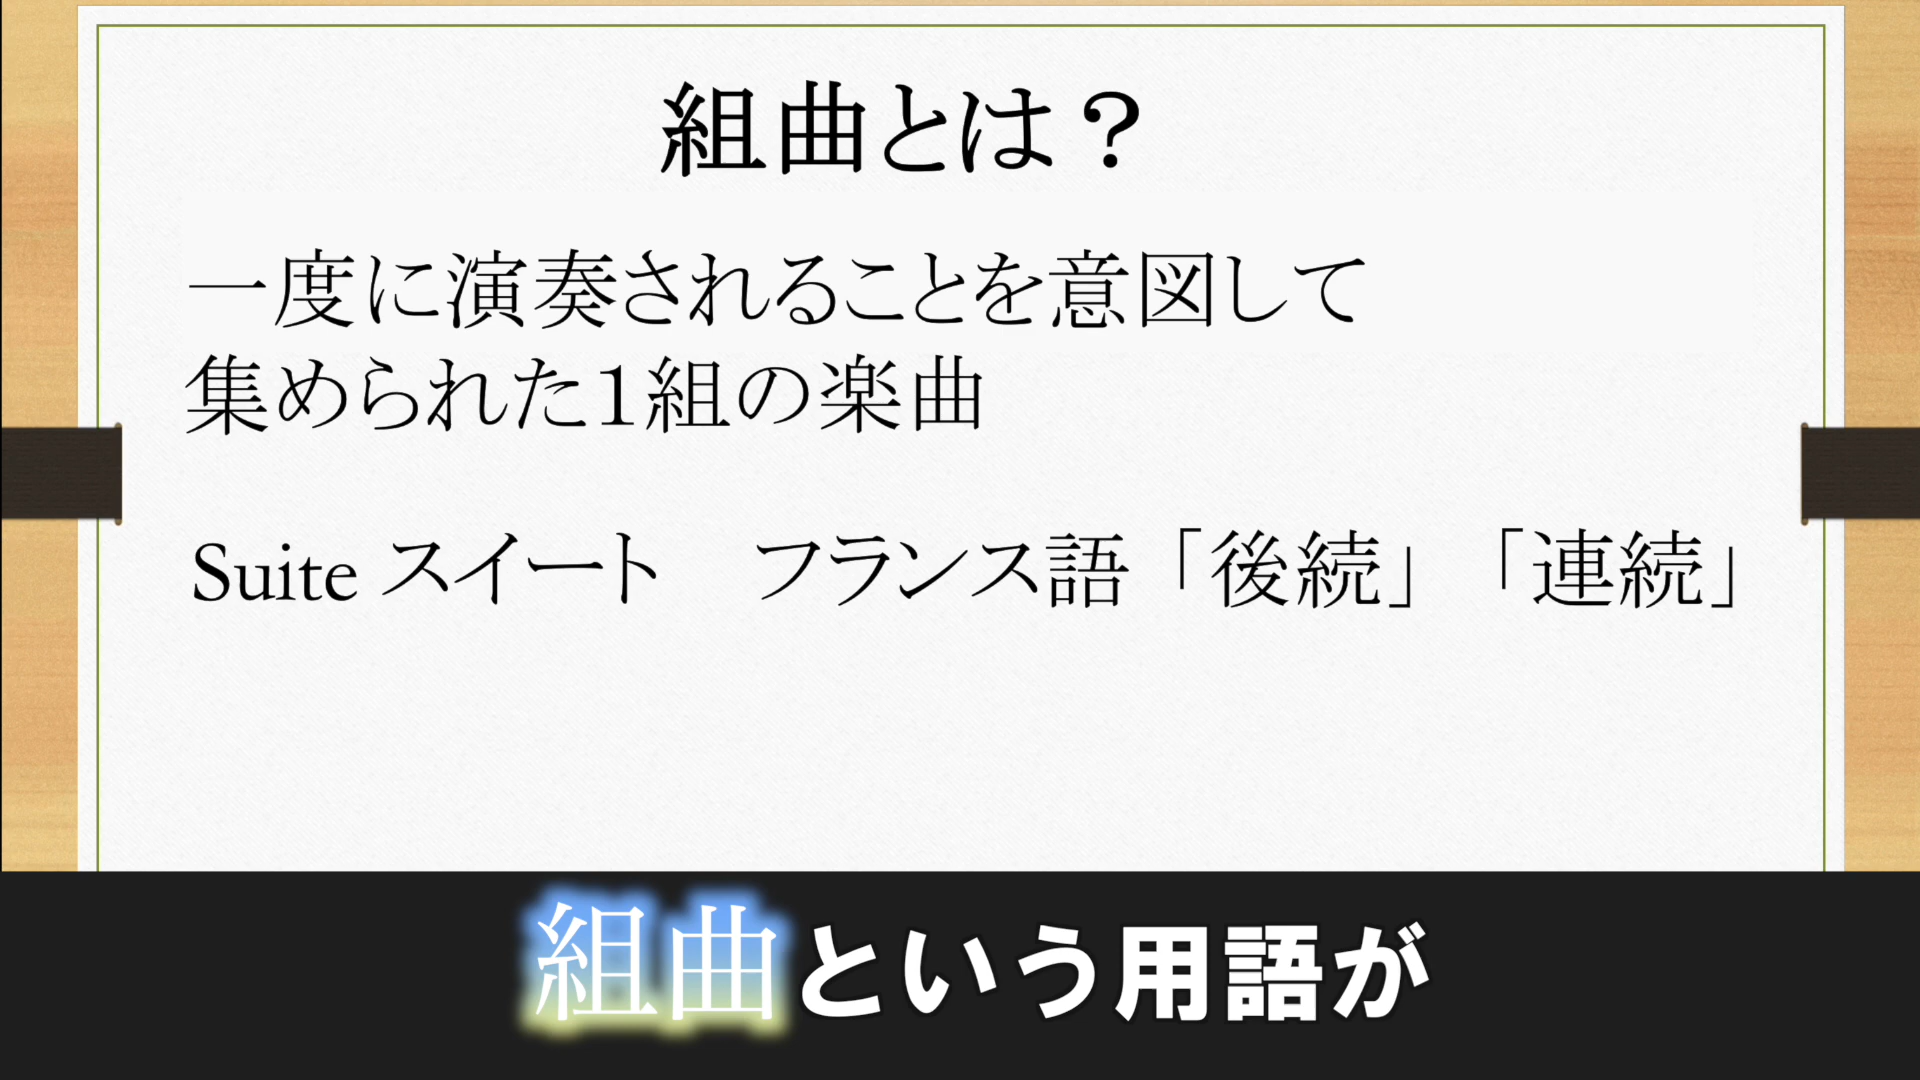 組曲とは？
一度に演奏されることを意図して
集められた1組の楽曲
Suite スイート　フランス語「後続」「連続」
組曲という用語が